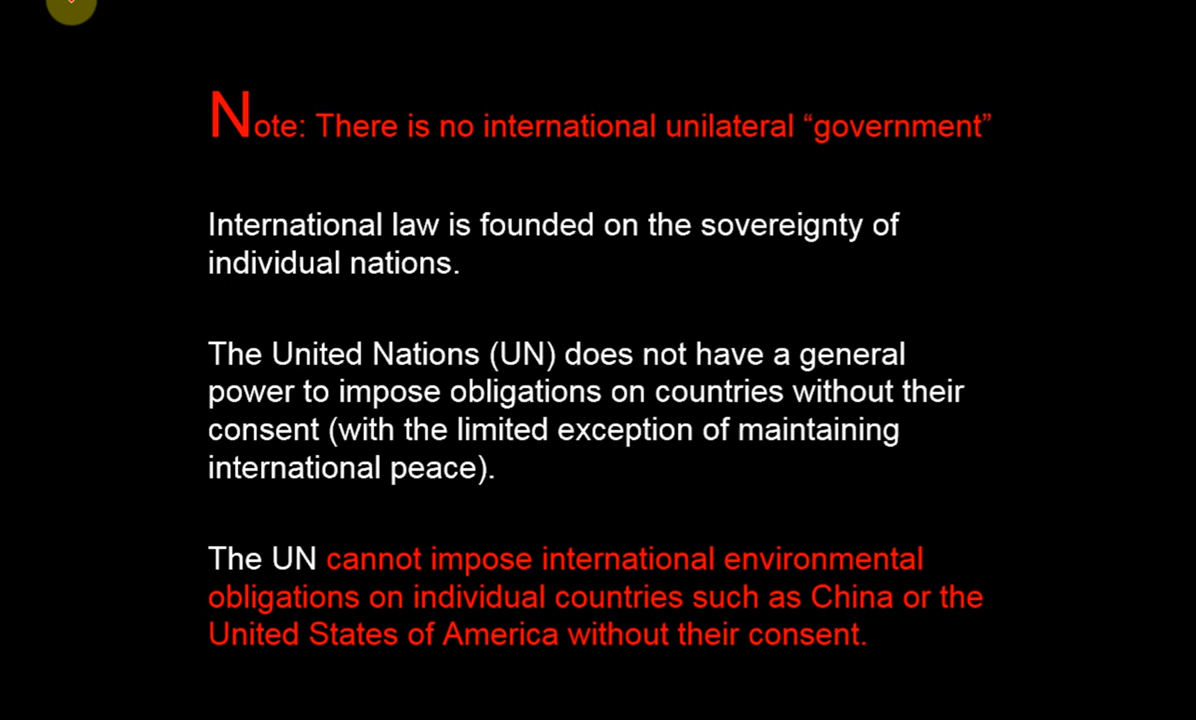 Note: There is no international unilateral “government”
International law is founded on the sovereignty of
individual nations.
The United Nations (UN) does not have a general
power to impose obligations on countries without their
consent (with the limited exception of maintaining
international peace).
The UN cannot impose international environmental
obligations on individual countries such as China or the
United States of America without their consent.